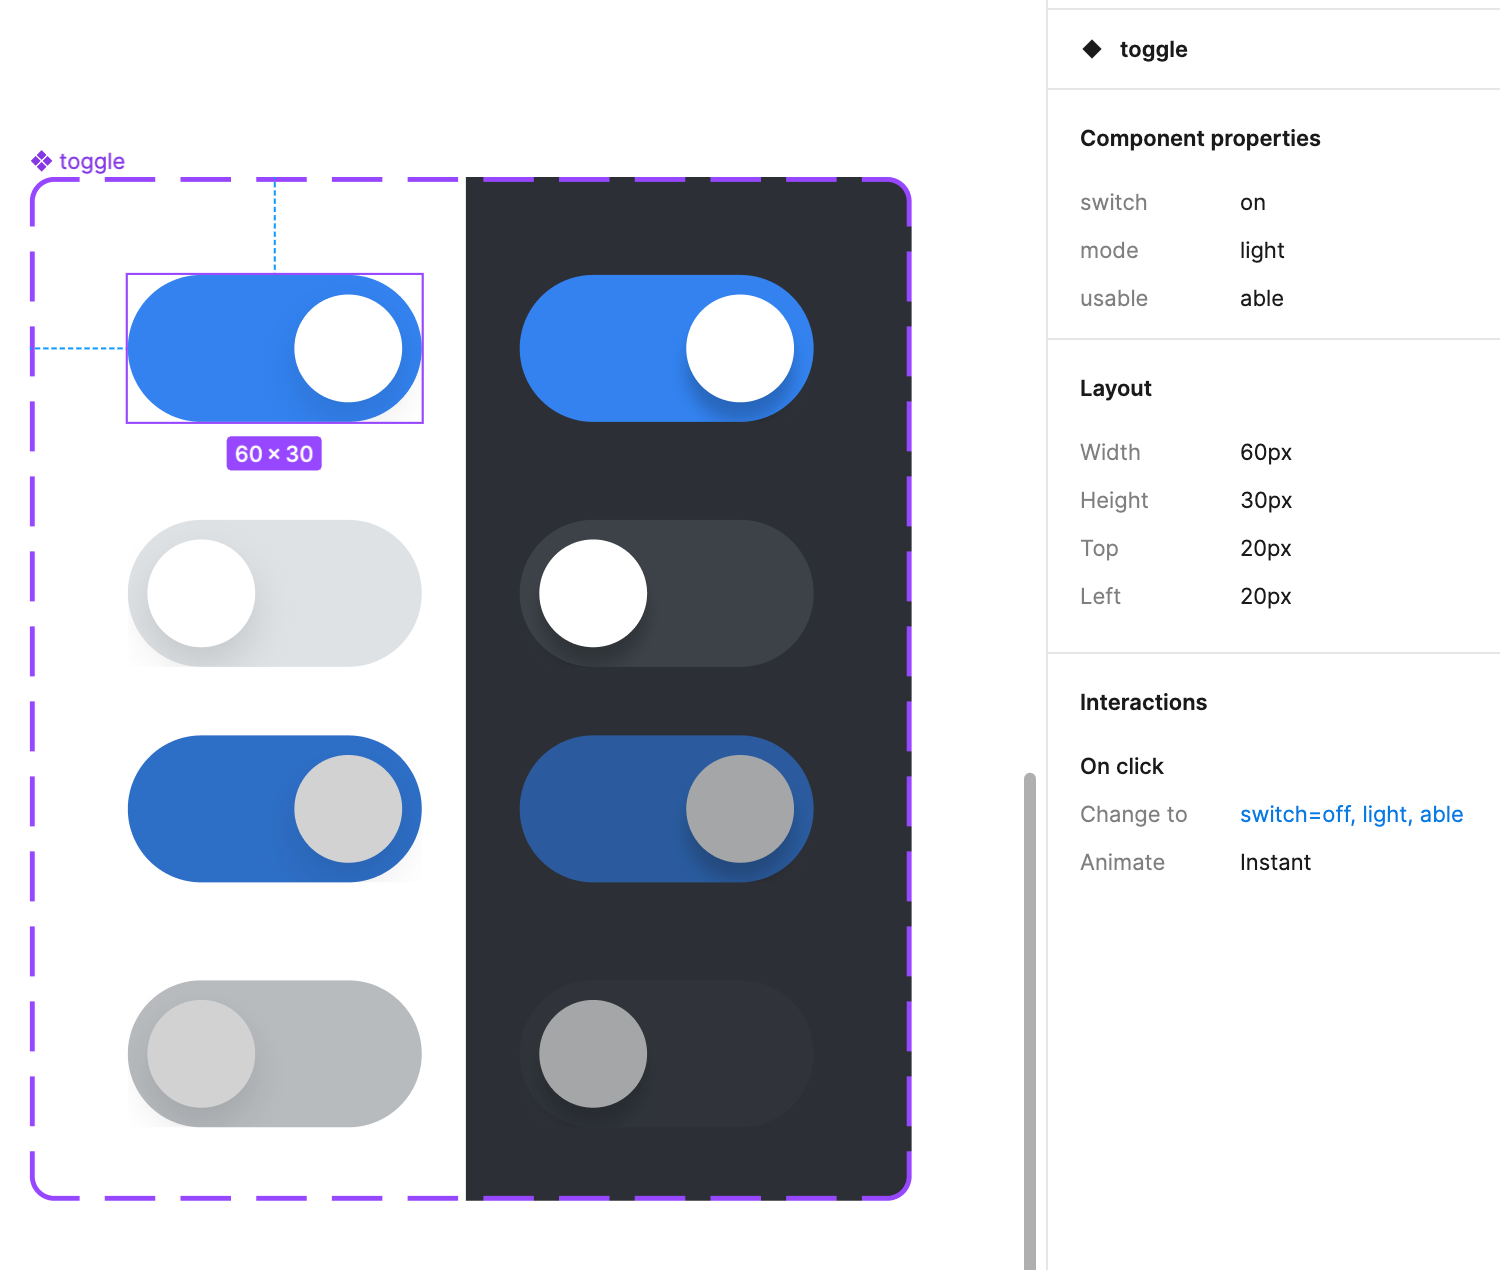 toggle
60 × 30
toggle
Component properties
switch on
mode light
usable able
Layout
Width 60px
Height 30px
Top 20px
Left 20px
Interactions
On click
Change to switch=off, light, able
Animate Instant